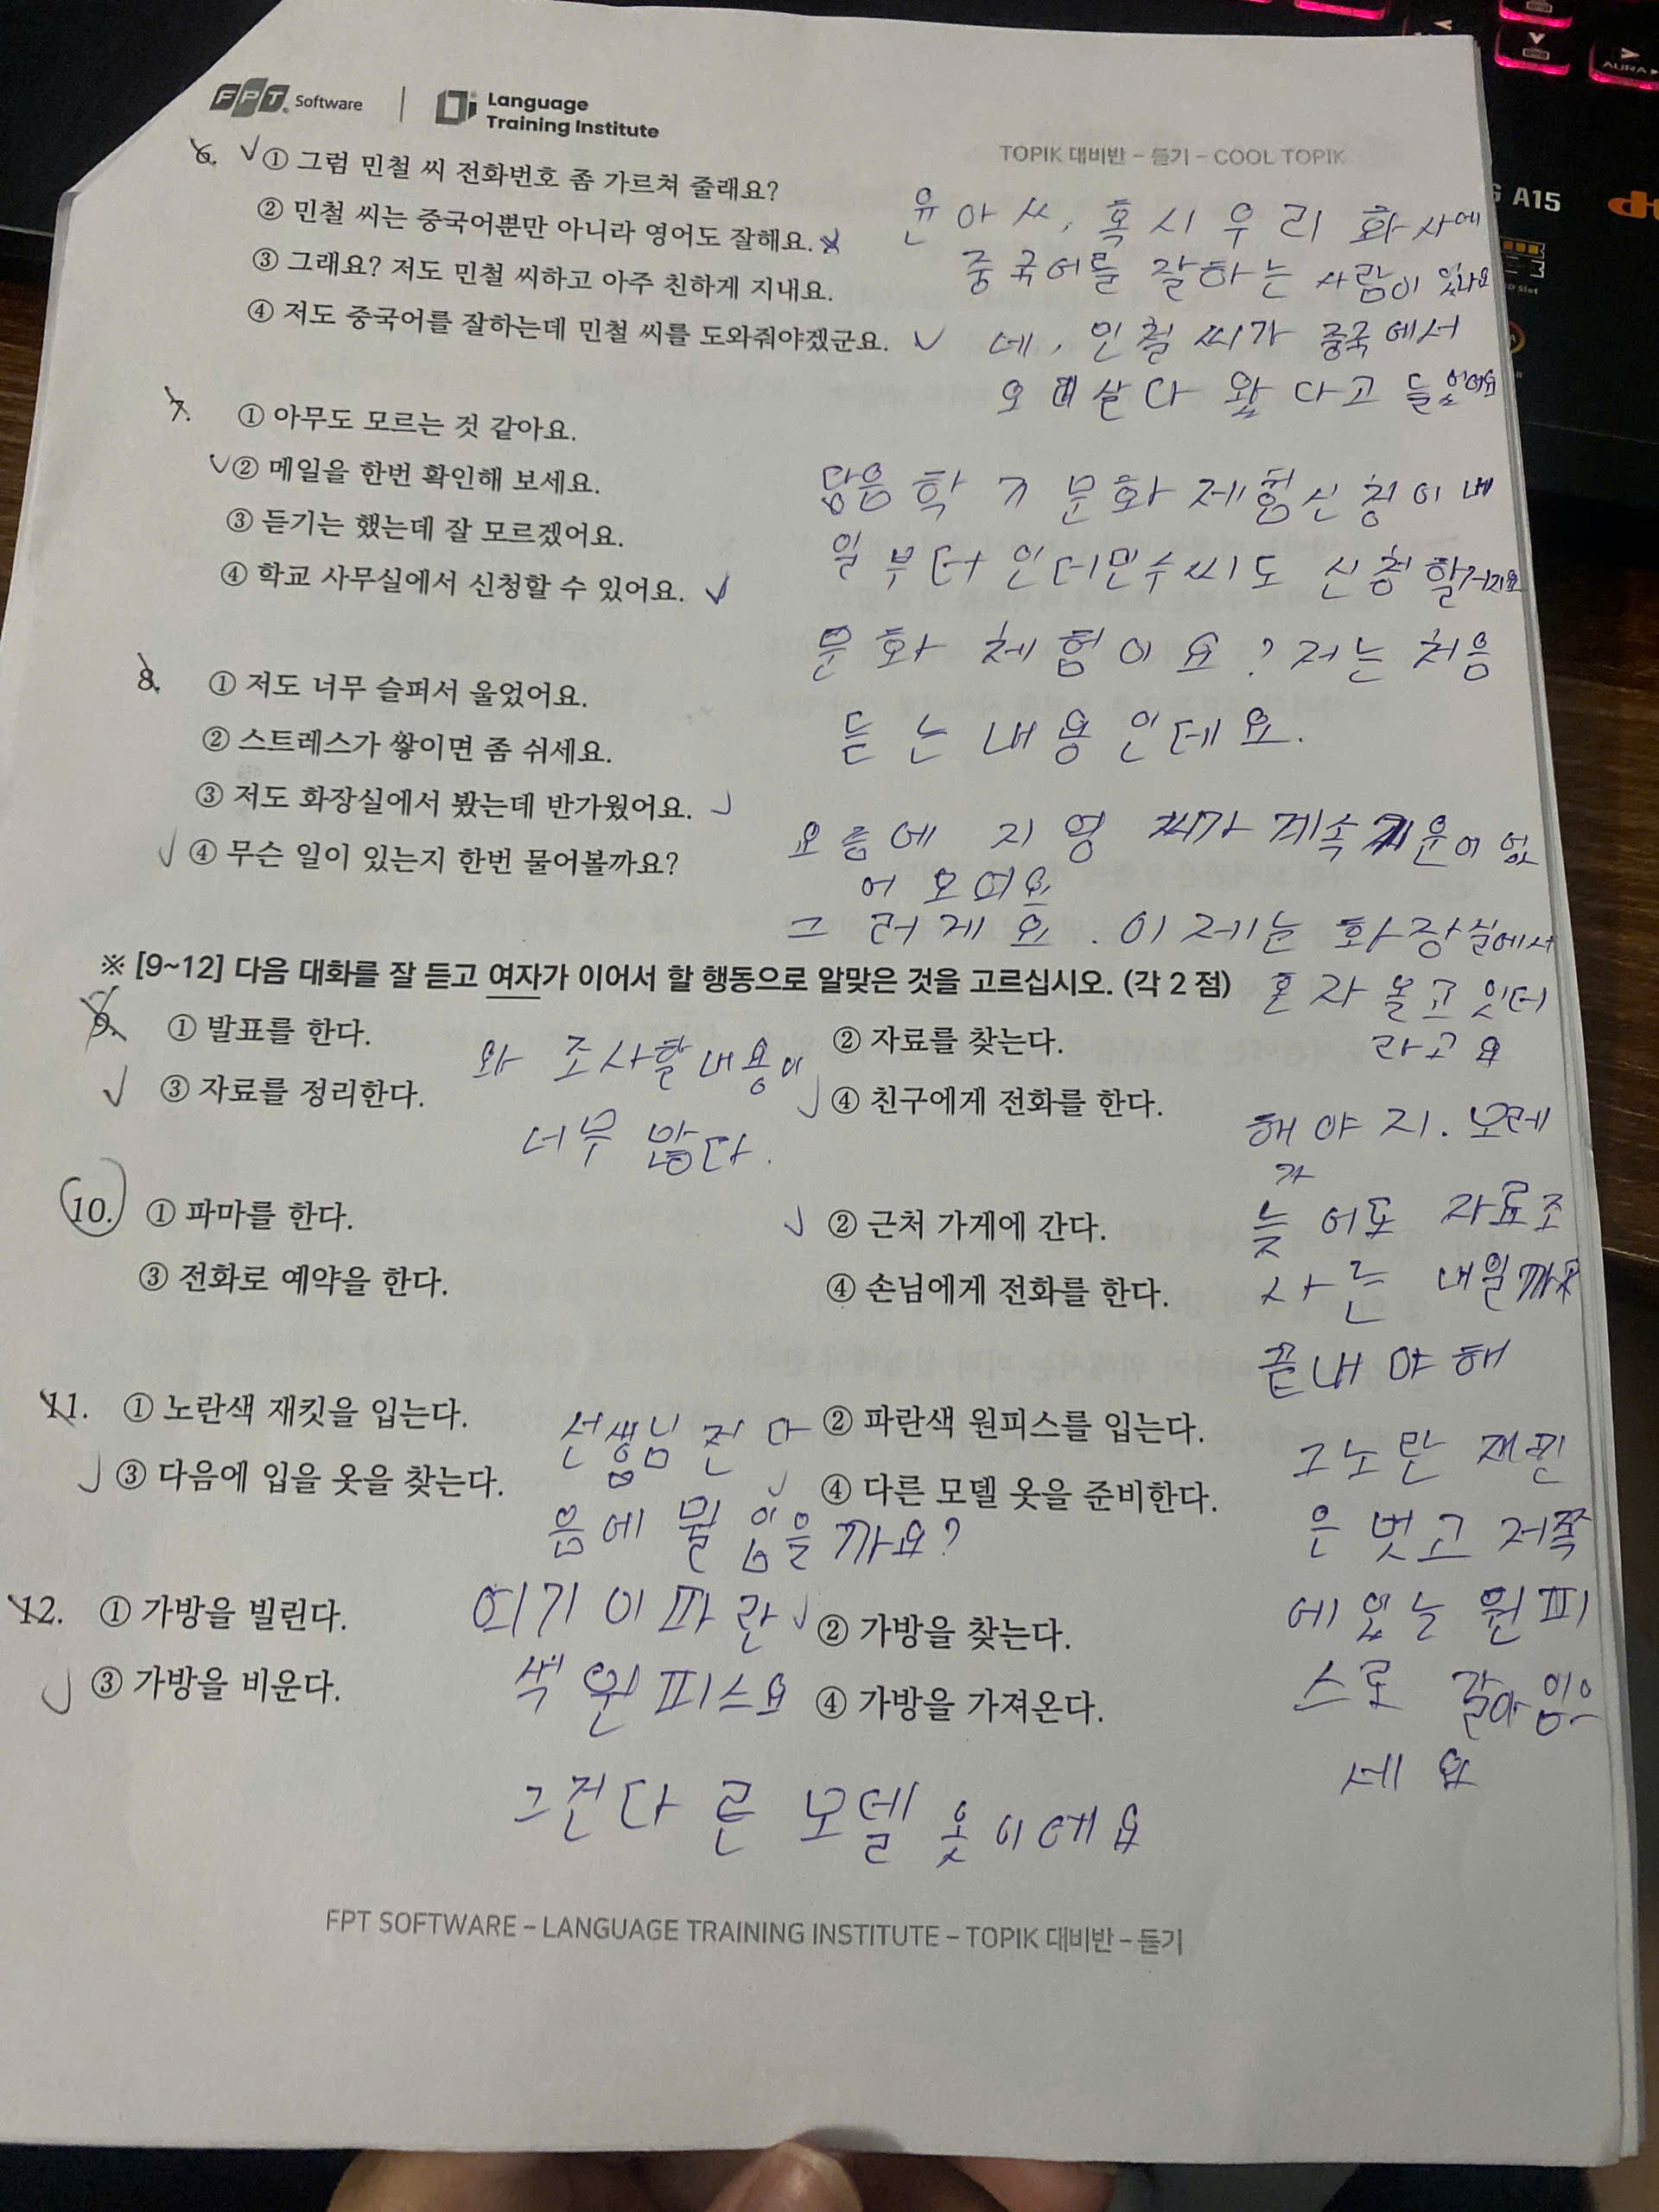 FPT Software | Language Training Institute
TOPIK 대비반 – 듣기 – COOL TOPIK
6. ① 그럼 민철 씨 전화번호 좀 가르쳐 줄래요?
② 민철 씨는 중국어뿐만 아니라 영어도 잘해요.
③ 그래요? 저도 민철 씨하고 아주 친하게 지내요.
④ 저도 중국어를 잘하는데 민철 씨를 도와줘야겠군요.
윤아 씨, 혹시 우리 화사에
중국어를 잘하는 사람이 있나요
네, 민철 씨가 중국에서
살다 왔다고 들었어요
7. ① 아무도 모르는 것 같아요.
② 메일을 한번 확인해 보세요.
③ 듣기는 했는데 잘 모르겠어요.
④ 학교 사무실에서 신청할 수 있어요.
학기 문화 제험신청이 내
일부터인데민수씨도 신청할거지요
문화 체험이요? 저는 처음
듣는 내용인데요.
8. ① 저도 너무 슬퍼서 울었어요.
② 스트레스가 쌓이면 좀 쉬세요.
③ 저도 화장실에서 봤는데 반가웠어요.
④ 무슨 일이 있는지 한번 물어볼까요?
요즘에 지영 씨가 계속
그러게요. 이제는 화장실에서
혼자 울고 있더
라고요
※ [9~12] 다음 대화를 잘 듣고 여자가 이어서 할 행동으로 알맞은 것을 고르십시오. (각 2 점)
9. ① 발표를 한다. ② 자료를 찾는다.
③ 자료를 정리한다. ④ 친구에게 전화를 한다.
와 조사할내용이
너무 많다.
해야지. 모레
가
늦어도 자료조
사는 내일까지
끝내야 해
10. ① 파마를 한다. ② 근처 가게에 간다.
③ 전화로 예약을 한다. ④ 손님에게 전화를 한다.
11. ① 노란색 재킷을 입는다. ② 파란색 원피스를 입는다.
③ 다음에 입을 옷을 찾는다. ④ 다른 모델 옷을 준비한다.
선생님 전 다
음에 뭘 입을까요?
그노란
은 벗고 저쪽
에 있는 원피
스로 갈아입으
세요
여기 이 파란
색 원피스요
그건다른 모델 옷이에요
12. ① 가방을 빌린다. ② 가방을 찾는다.
③ 가방을 비운다. ④ 가방을 가져온다.
FPT SOFTWARE – LANGUAGE TRAINING INSTITUTE – TOPIK 대비반 – 듣기
A15
AURA